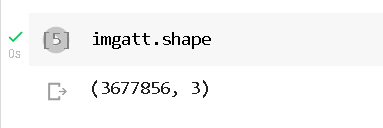 [5] imgatt.shape
0s
(3677856, 3)